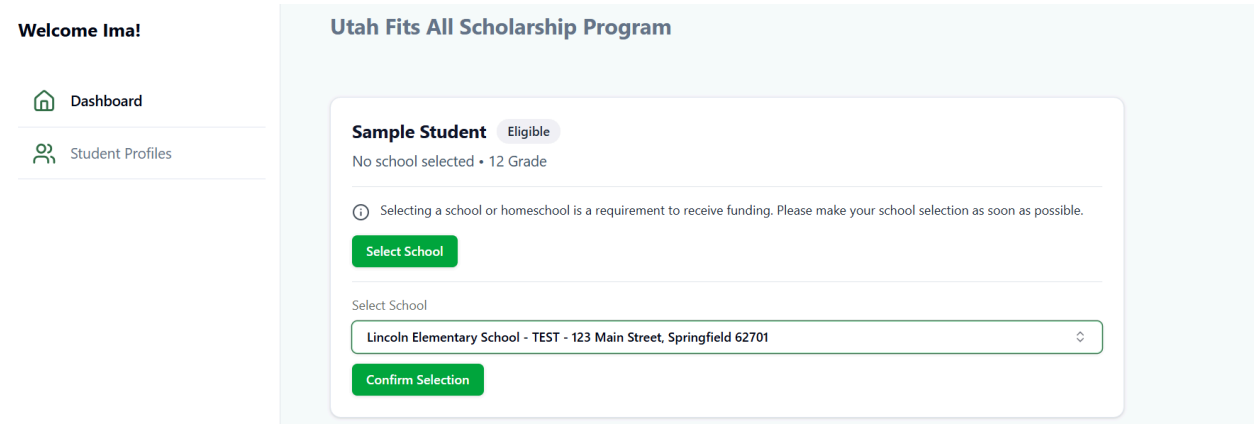 Welcome Ima!
Dashboard
Student Profiles
Utah Fits All Scholarship Program
Sample Student Eligible
No school selected • 12 Grade
Selecting a school or homeschool is a requirement to receive funding. Please make your school selection as soon as possible.
Select School
Select School
Lincoln Elementary School - TEST - 123 Main Street, Springfield 62701
Confirm Selection